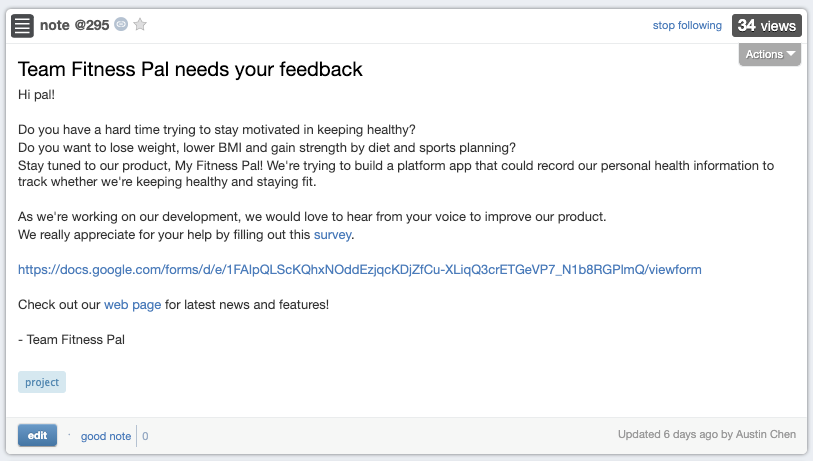 note @295
stop following
34 views
Actions
Team Fitness Pal needs your feedback
Hi pal!
Do you have a hard time trying to stay motivated in keeping healthy?
Do you want to lose weight, lower BMI and gain strength by diet and sports planning?
Stay tuned to our product, My Fitness Pal! We're trying to build a platform app that could record our personal health information to
track whether we're keeping healthy and staying fit.
As we're working on our development, we would love to hear from your voice to improve our product.
We really appreciate for your help by filling out this survey.
https://docs.google.com/forms/d/e/1FAIpQLScKQhxNOddEzjqcKDjZfCu-XLiqQ3crETGeVP7_N1b8RGPlmQ/viewform
Check out our web page for latest news and features!
- Team Fitness Pal
project
edit · good note 0
Updated 6 days ago by Austin Chen